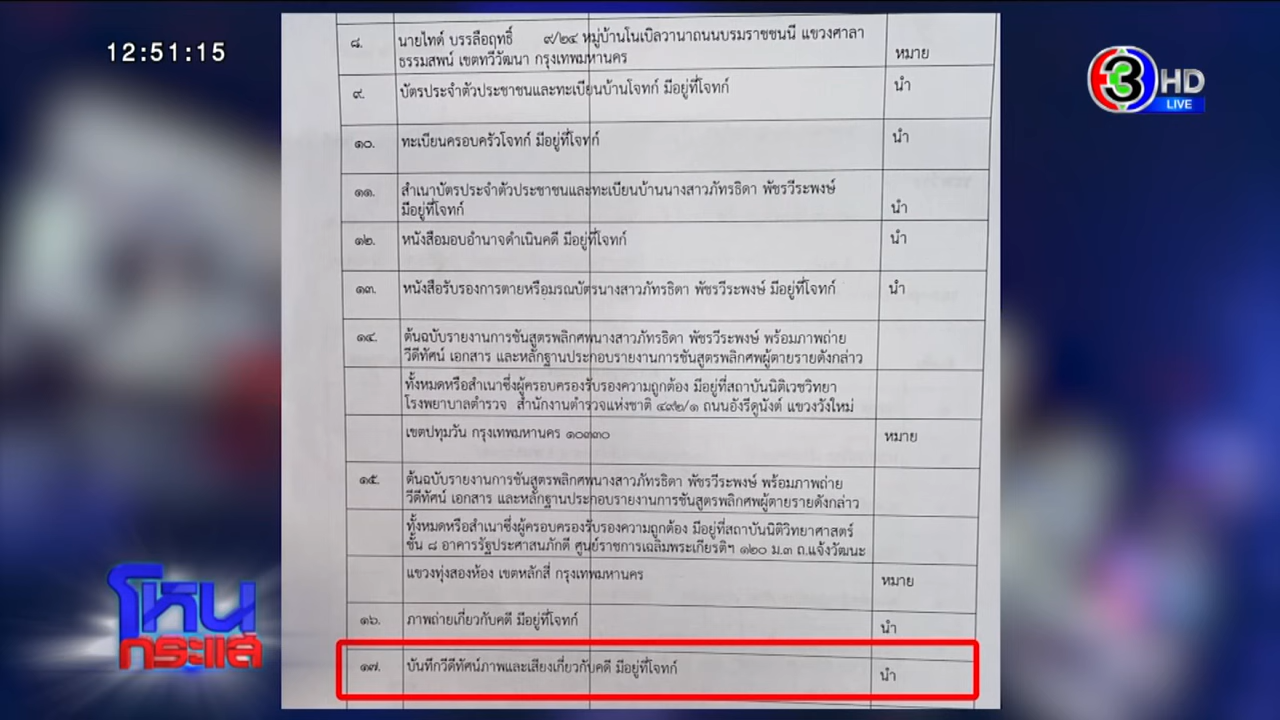 12:51:15
3 HD
LIVE
๘. นายไทด์ บรรลือฤทธิ์ ๙/๒๔ หมู่บ้านโนเบิลวานาถนนบรมราชชนนี แขวงศาลา
ธรรมสพน์ เขตทวีวัฒนา กรุงเทพมหานคร หมาย
๙. บัตรประจำตัวประชาชนและทะเบียนบ้านโจทก์ มีอยู่ที่โจทก์ นำ
๑๐. ทะเบียนครอบครัวโจทก์ มีอยู่ที่โจทก์ นำ
๑๑. สำเนาบัตรประจำตัวประชาชนและทะเบียนบ้านนางสาวภัทรธิดา พัชรวีระพงษ์
มีอยู่ที่โจทก์ นำ
๑๒. หนังสือมอบอำนาจดำเนินคดี มีอยู่ที่โจทก์ นำ
๑๓. หนังสือรับรองการตายหรือมรณบัตรนางสาวภัทรธิดา พัชรวีระพงษ์ มีอยู่ที่โจทก์ นำ
๑๔. ต้นฉบับรายงานการชันสูตรพลิกศพนางสาวภัทรธิดา พัชรวีระพงษ์ พร้อมภาพถ่าย
วีดีทัศน์ เอกสาร และหลักฐานประกอบรายงานการชันสูตรพลิกศพผู้ตายรายดังกล่าว
ทั้งหมดหรือสำเนาซึ่งผู้ครอบครองรับรองความถูกต้อง มีอยู่ที่สถาบันนิติเวชวิทยา
โรงพยาบาลตำรวจ สำนักงานตำรวจแห่งชาติ ๔๙๒/๑ ถนนอังรีดูนังต์ แขวงวังใหม่
เขตปทุมวัน กรุงเทพมหานคร ๑๐๓๓๐ หมาย
๑๕. ต้นฉบับรายงานการชันสูตรพลิกศพนางสาวภัทรธิดา พัชรวีระพงษ์ พร้อมภาพถ่าย
วีดีทัศน์ เอกสาร และหลักฐานประกอบรายงานการชันสูตรพลิกศพผู้ตายรายดังกล่าว
ทั้งหมดหรือสำเนาซึ่งผู้ครอบครองรับรองความถูกต้อง มีอยู่ที่สถาบันนิติวิทยาศาสตร์
ชั้น ๘ อาคารรัฐประศาสนภักดี ศูนย์ราชการเฉลิมพระเกียรติฯ ๑๒๐ ม.๓ ถ.แจ้งวัฒนะ
แขวงทุ่งสองห้อง เขตหลักสี่ กรุงเทพมหานคร หมาย
๑๖. ภาพถ่ายเกี่ยวกับคดี มีอยู่ที่โจทก์ นำ
๑๗. บันทึกวีดีทัศน์ภาพและเสียงเกี่ยวกับคดี มีอยู่ที่โจทก์ นำ
โหนกระแส